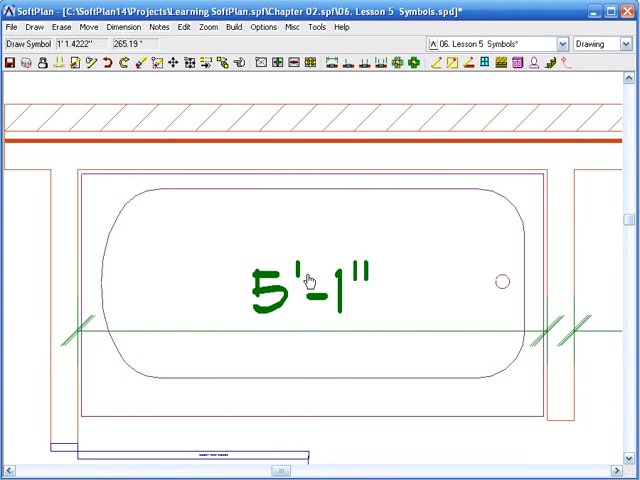 SoftPlan - [C:\SoftPlan14\Projects\Learning SoftPlan.spf\Chapter 02.spf\06. Lesson 5  Symbols.spd]*
File Draw Erase Move Dimension Notes Edit Zoom Build Options Misc Tools Help
Draw Symbol 1' 1.4222" 265.19 ° 06. Lesson 5 Symbols* Drawing
5'-1"